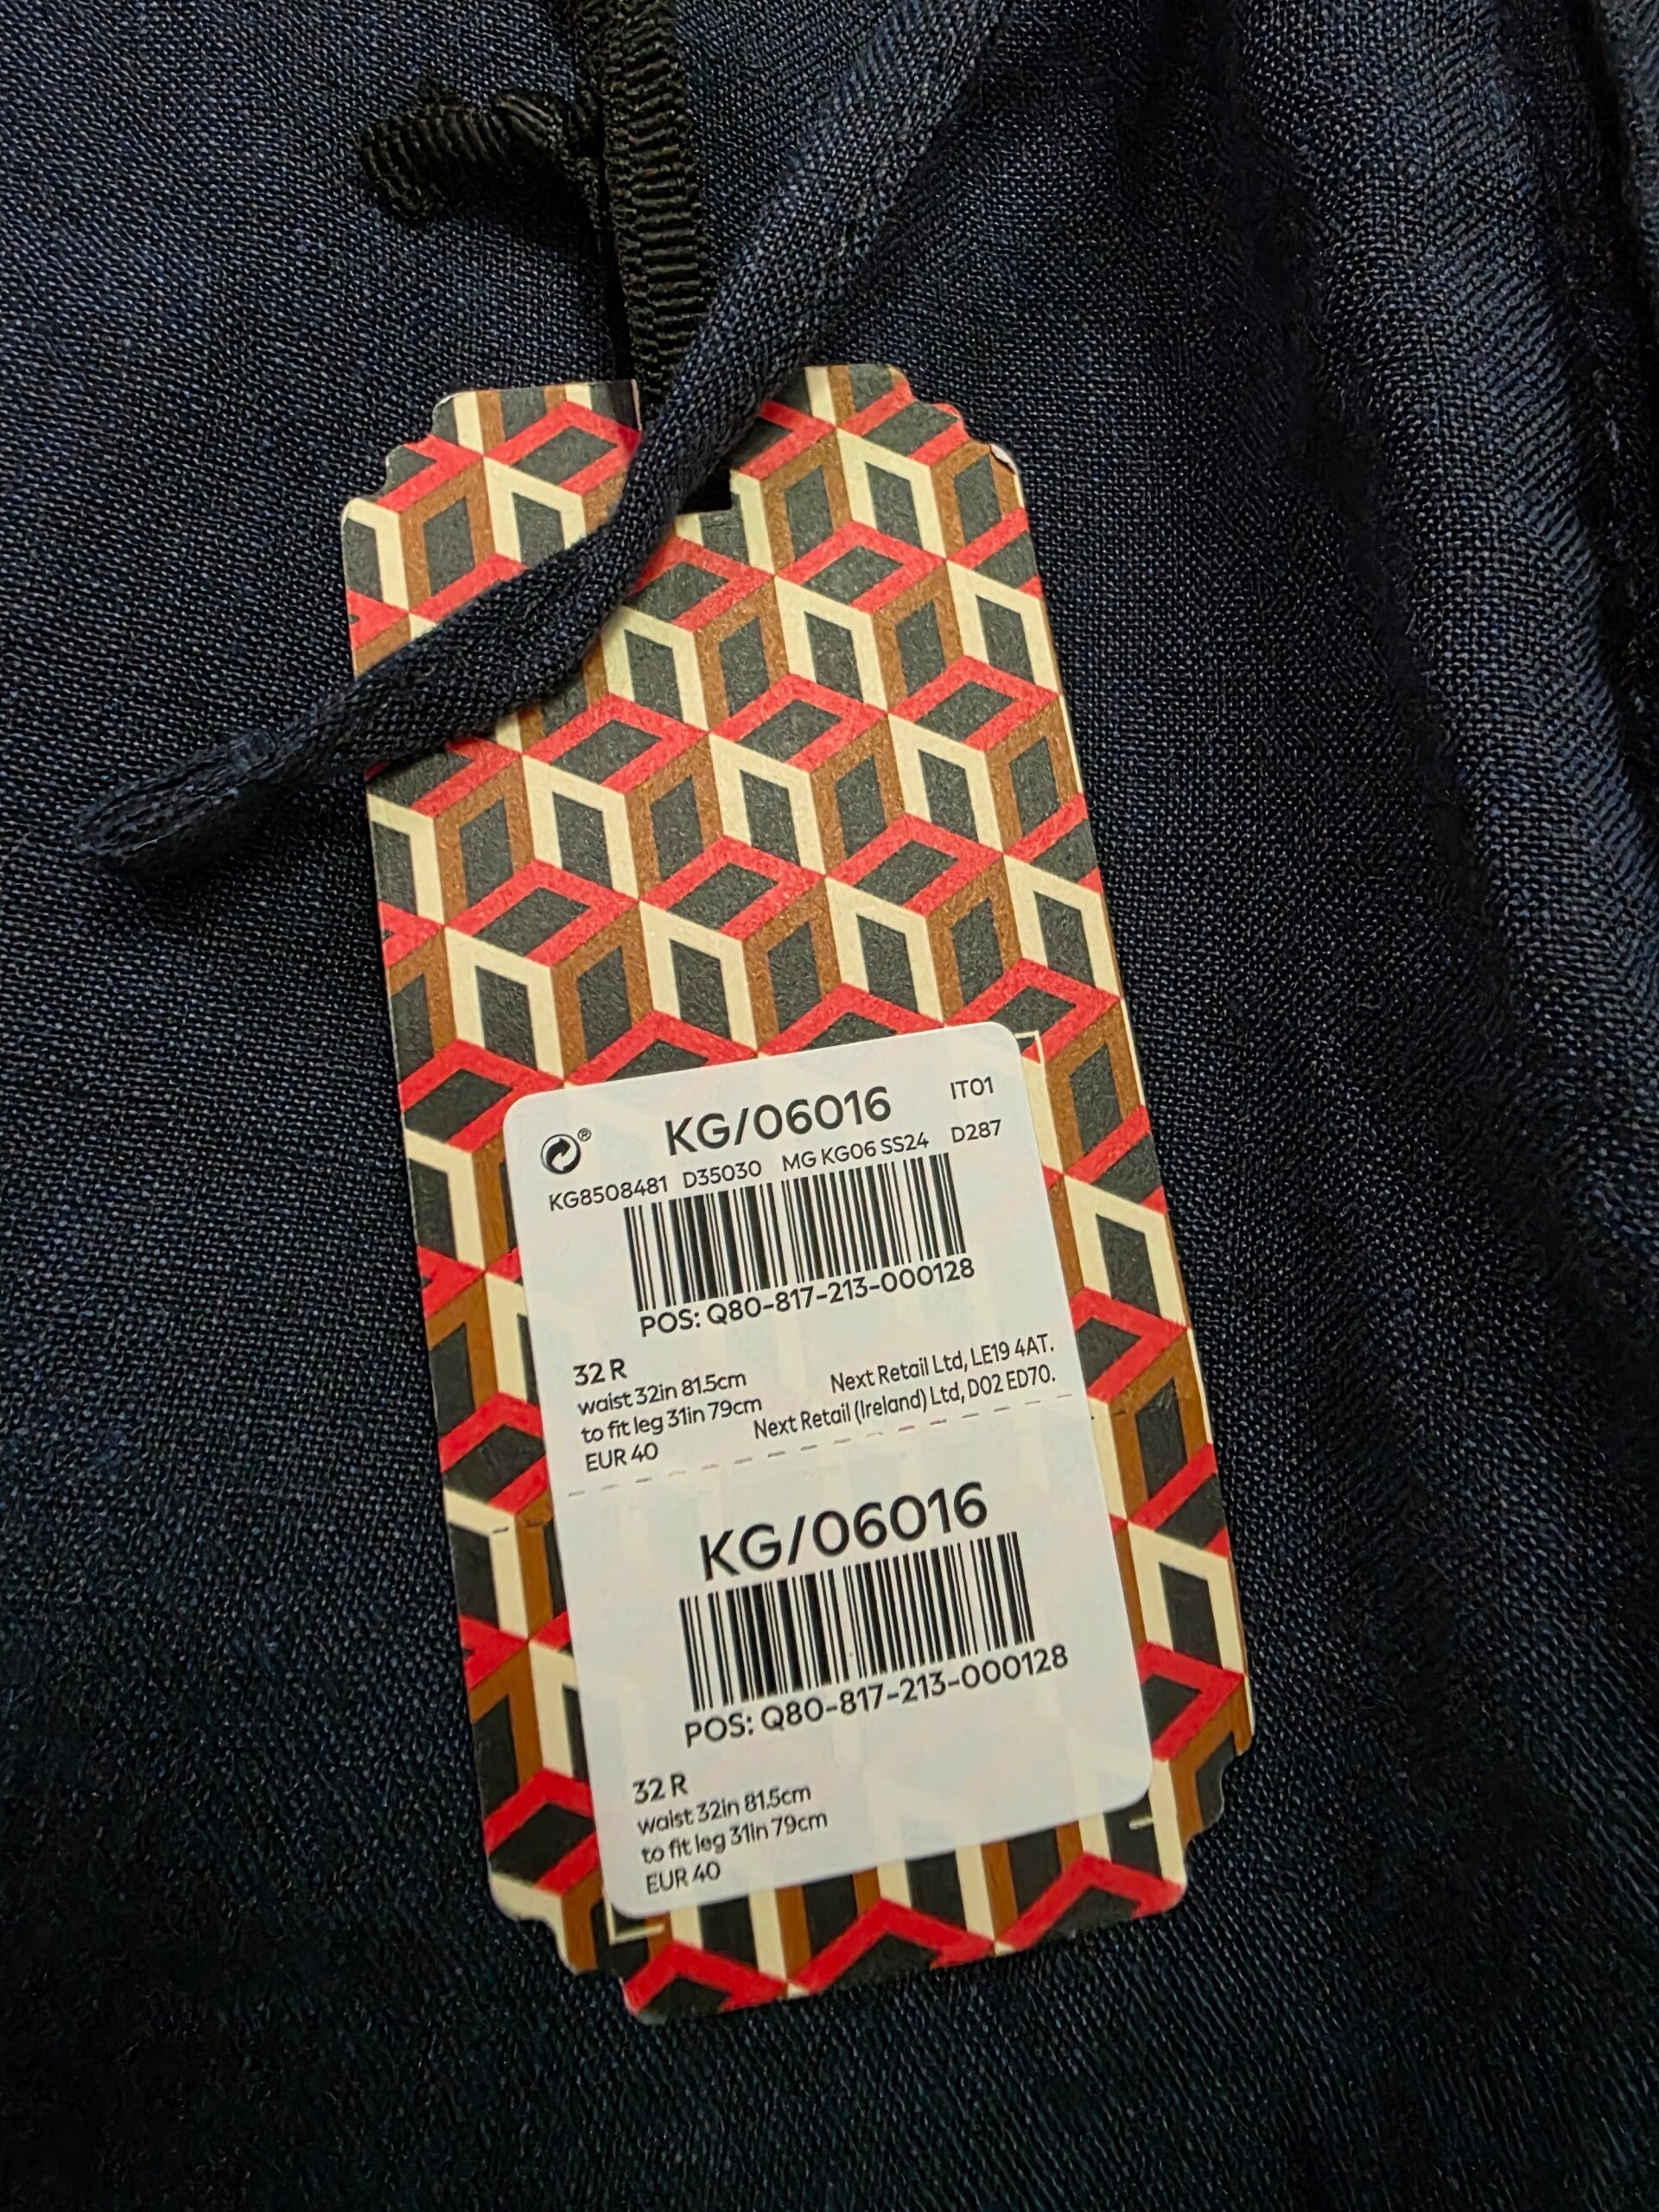 KG/06016 IT01
®
KG8508481 D35030 MG KG06 SS24 D287
POS: Q80-817-213-000128
32 R
waist 32in 81.5cm
to fit leg 31in 79cm
EUR 40
Next Retail Ltd, LE19 4AT.
Next Retail (Ireland) Ltd, D02 ED70.
KG/06016
POS: Q80-817-213-000128
32 R
waist 32in 81.5cm
to fit leg 31in 79cm
EUR 40